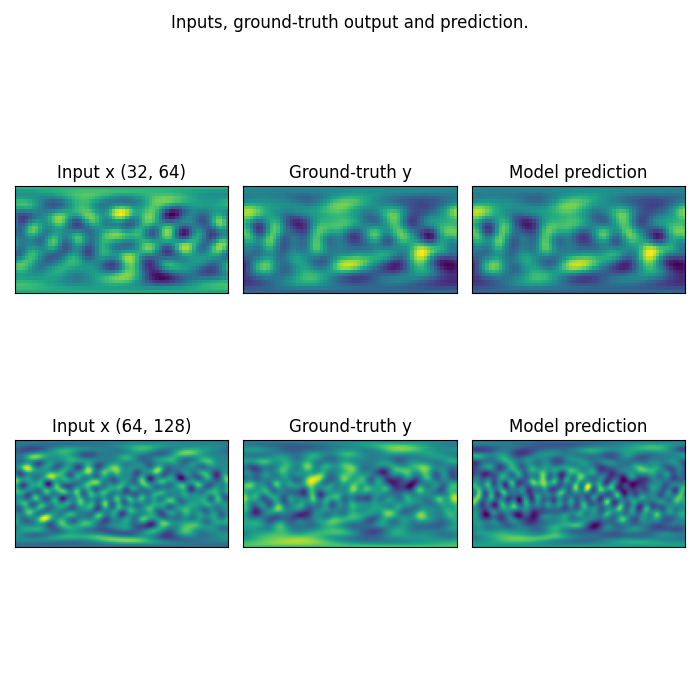 Inputs, ground-truth output and prediction.
Input x (32, 64)
Ground-truth y
Model prediction
Input x (64, 128)
Ground-truth y
Model prediction